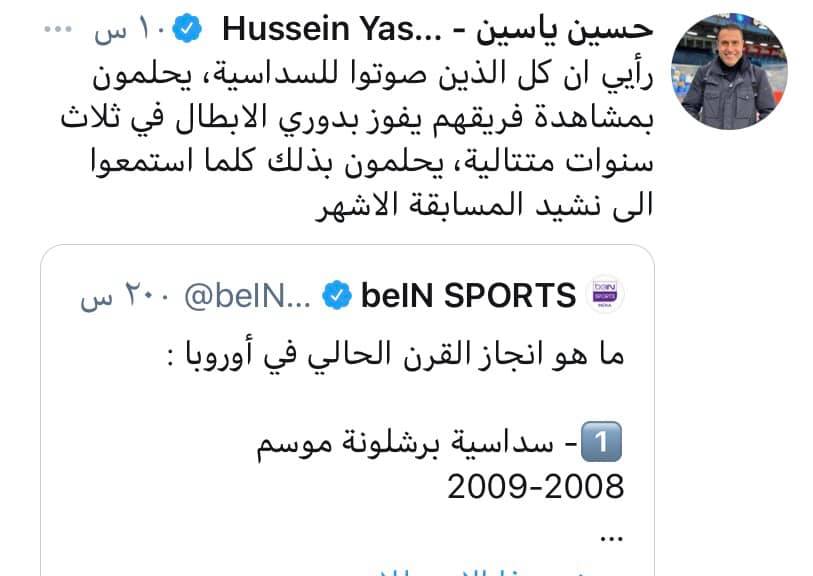 حسين ياسين - Hussein Yas... ١٠ س
رأيي ان كل الذين صوتوا للسداسية، يحلمون
بمشاهدة فريقهم يفوز بدوري الابطال في ثلاث
سنوات متتالية، يحلمون بذلك كلما استمعوا
الى نشيد المسابقة الاشهر
beIN SPORTS @beIN... · ٢٠ س
ما هو انجاز القرن الحالي في أوروبا :
1- سداسية برشلونة موسم
2009-2008
...